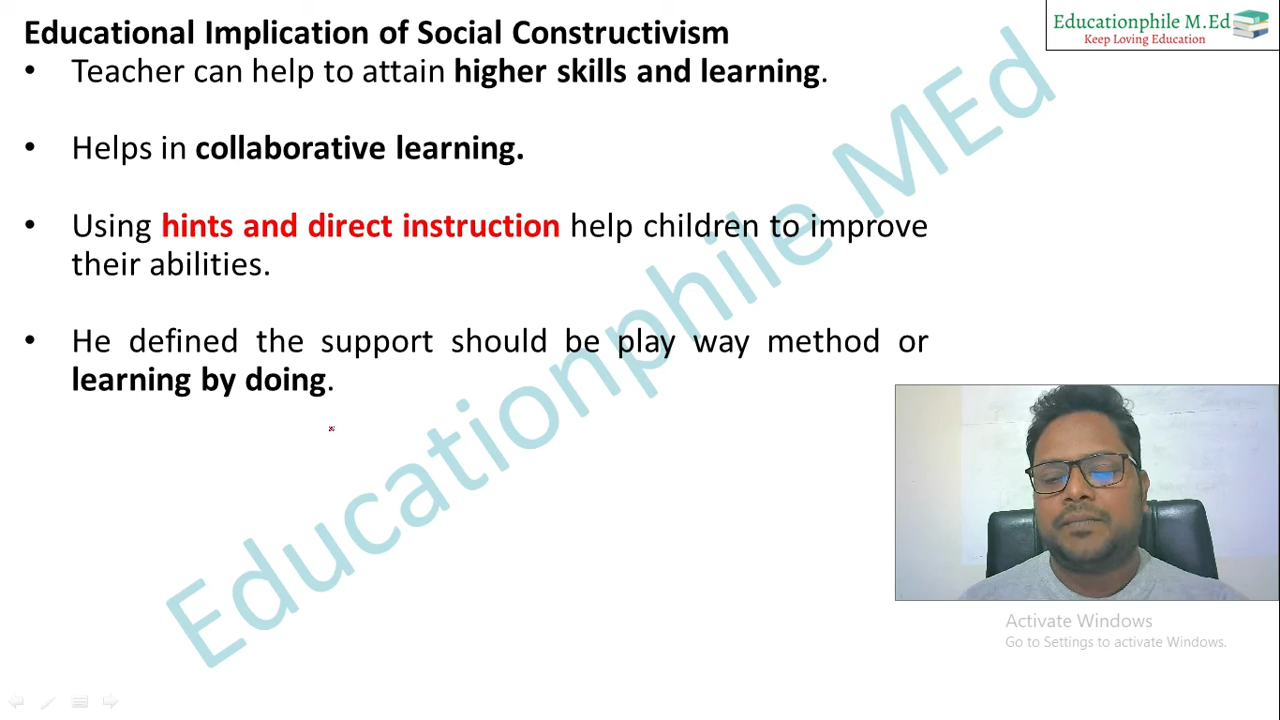 Educational Implication of Social Constructivism
• Teacher can help to attain higher skills and learning.
• Helps in collaborative learning.
• Using hints and direct instruction help children to improve
their abilities.
• He defined the support should be play way method or
learning by doing.
Educationphile M.Ed
Keep Loving Education
Educationphile MEd
Activate Windows
Go to Settings to activate Windows.